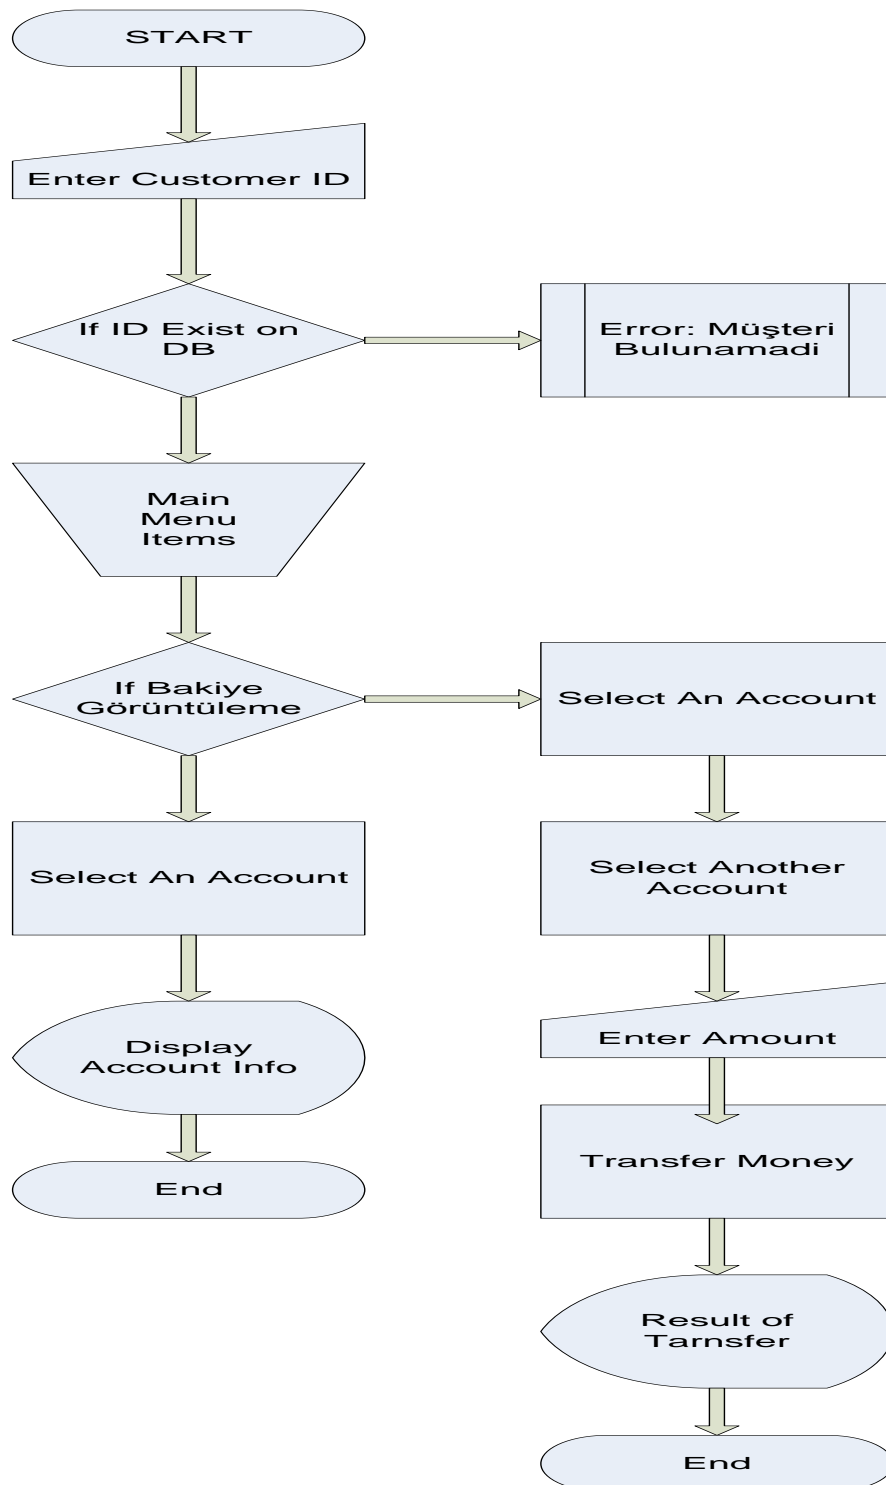 START
Enter Customer ID
If ID Exist on
DB
Error: Müşteri
Bulunamadi
Main
Menu
Items
If Bakiye
Görüntüleme
Select An Account
Select An Account
Select Another
Account
Display
Account Info
Enter Amount
End
Transfer Money
Result of
Tarnsfer
End